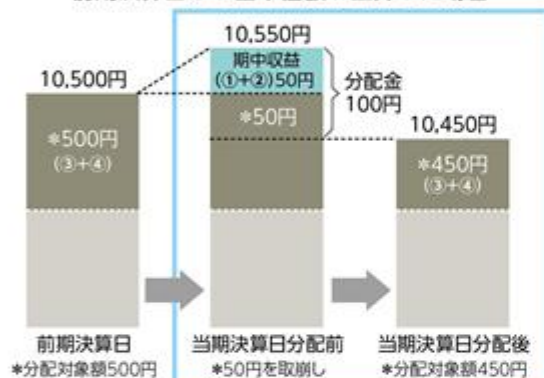 10,550円
期中収益
(①+②)50円
分配金
100円
10,500円
*50円
10,450円
*500円
(③+④)
*450円
(③+④)
前期決算日
当期決算日分配前
当期決算日分配後
*分配対象額500円
*50円を取崩し
*分配対象額450円